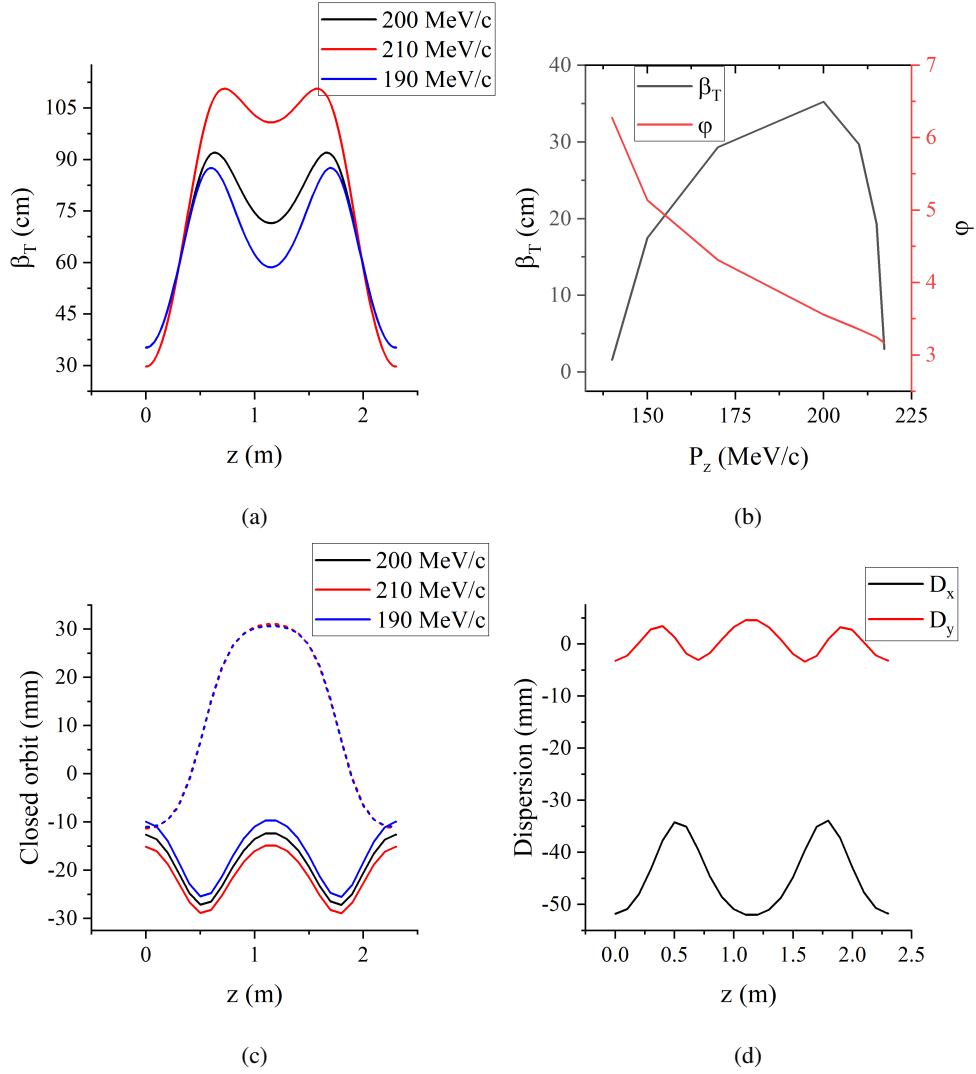 200 MeV/c
210 MeV/c
190 MeV/c
105
90
75
60
45
30
β_T (cm)
0
1
2
z (m)
(a)
β_T
φ
40
30
20
10
0
β_T (cm)
7
6
5
4
3
φ
150
175
200
225
P_z (MeV/c)
(b)
200 MeV/c
210 MeV/c
190 MeV/c
30
20
10
0
-10
-20
-30
Closed orbit (mm)
0
1
2
z (m)
(c)
D_x
D_y
0
-10
-20
-30
-40
-50
Dispersion (mm)
0.0
0.5
1.0
1.5
2.0
2.5
z (m)
(d)